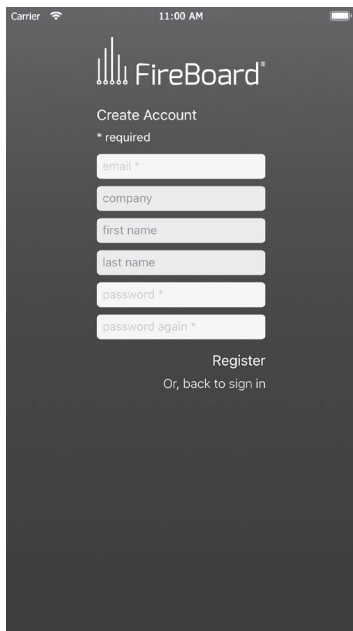 Carrier 11:00 AM
FireBoard®
Create Account
* required
email *
company
first name
last name
password *
password again *
Register
Or, back to sign in